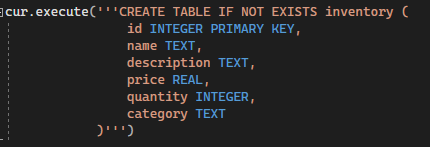 cur.execute('''CREATE TABLE IF NOT EXISTS inventory (
id INTEGER PRIMARY KEY,
name TEXT,
description TEXT,
price REAL,
quantity INTEGER,
category TEXT
)''')